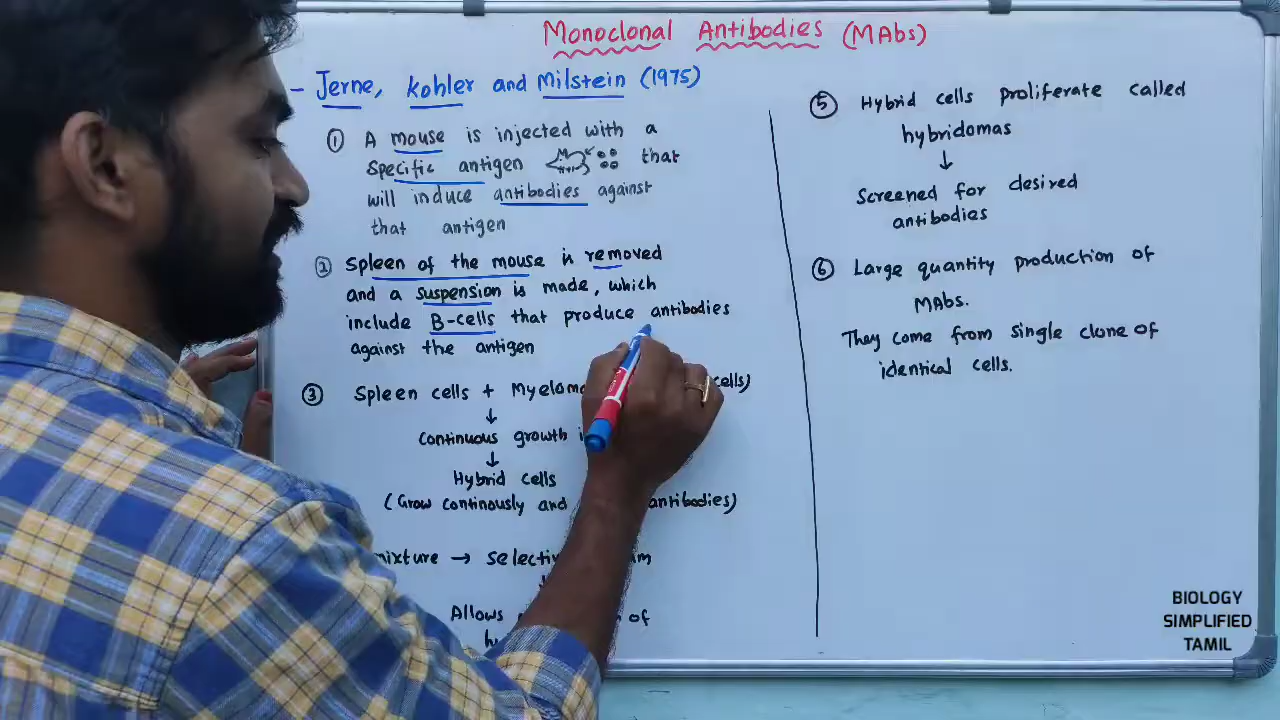 Monoclonal Antibodies (MAbs)
- Jerne, Kohler and Milstein (1975)
① A mouse is injected with a
specific antigen that
will induce antibodies against
that antigen
② Spleen of the mouse is removed
and a suspension is made, which
include B-cells that produce antibodies
against the antigen
③ Spleen cells + cells)
↓
Continuous growth
↓
Hybrid cells
(Grow continously and antibodies)
mixture →
Allows of
⑤ Hybrid cells proliferate called
hybridomas
↓
Screened for desired
antibodies
⑥ Large quantity production of
MAbs.
They come from single clone of
identical cells.
BIOLOGY
SIMPLIFIED
TAMIL